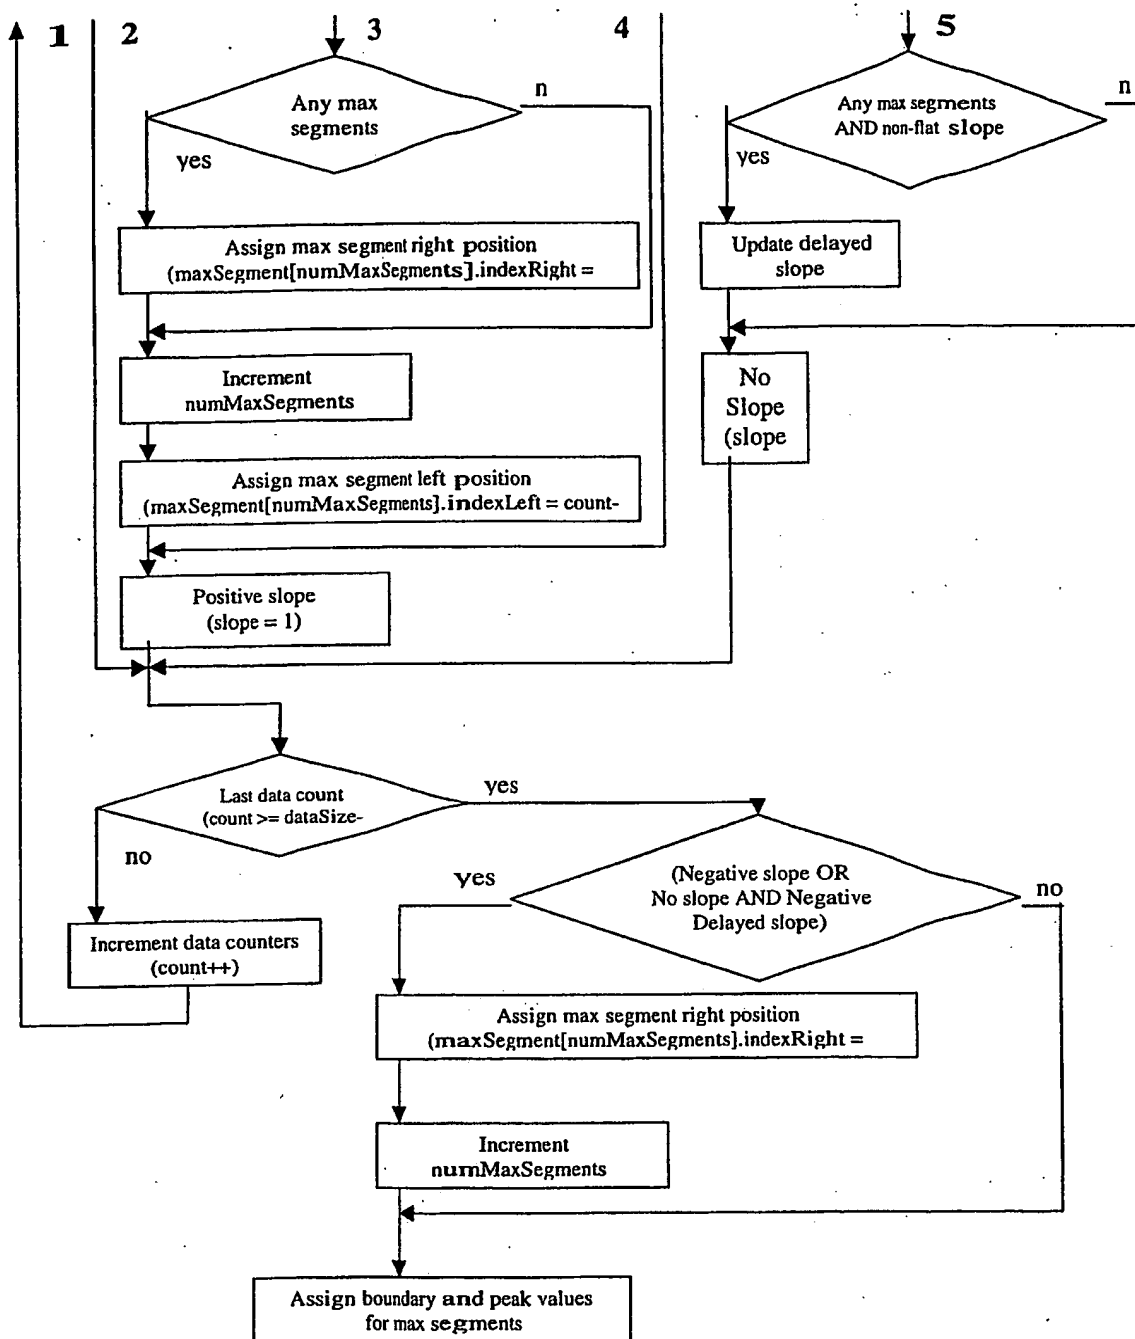 1 2 3 4 5
Any max
segments
n
yes
Any max segments
AND non-flat slope
n
yes
Assign max segment right position
(maxSegment[numMaxSegments].indexRight =
Update delayed
slope
Increment
numMaxSegments
No
Slope
(slope
Assign max segment left position
(maxSegment[numMaxSegments].indexLeft = count-
Positive slope
(slope = 1)
Last data count
(count >= dataSize-
yes
no
(Negative slope OR
No slope AND Negative
Delayed slope)
yes
no
Increment data counters
(count++)
Assign max segment right position
(maxSegment[numMaxSegments].indexRight =
Increment
numMaxSegments
Assign boundary and peak values
for max segments